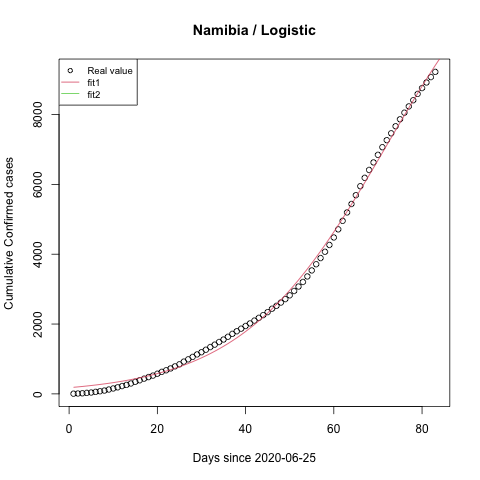 Namibia / Logistic
Real value
fit1
fit2
Cumulative Confirmed cases
8000
6000
4000
2000
0
0 20 40 60 80
Days since 2020-06-25